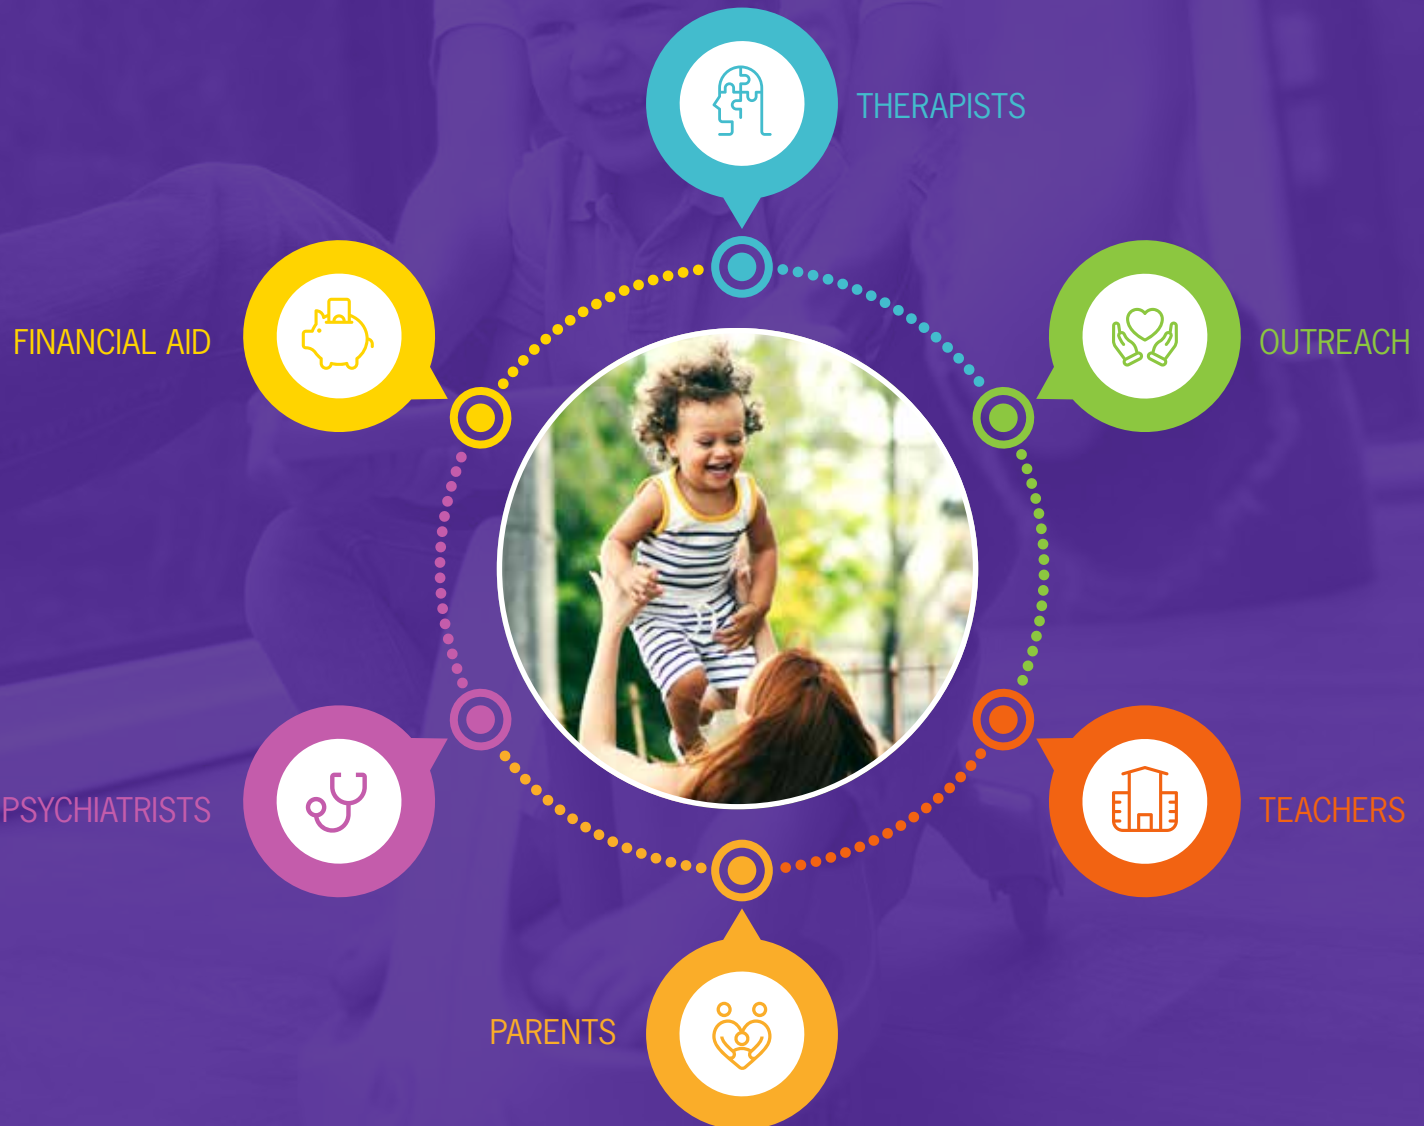 THERAPISTS
FINANCIAL AID
OUTREACH
PSYCHIATRISTS
TEACHERS
PARENTS